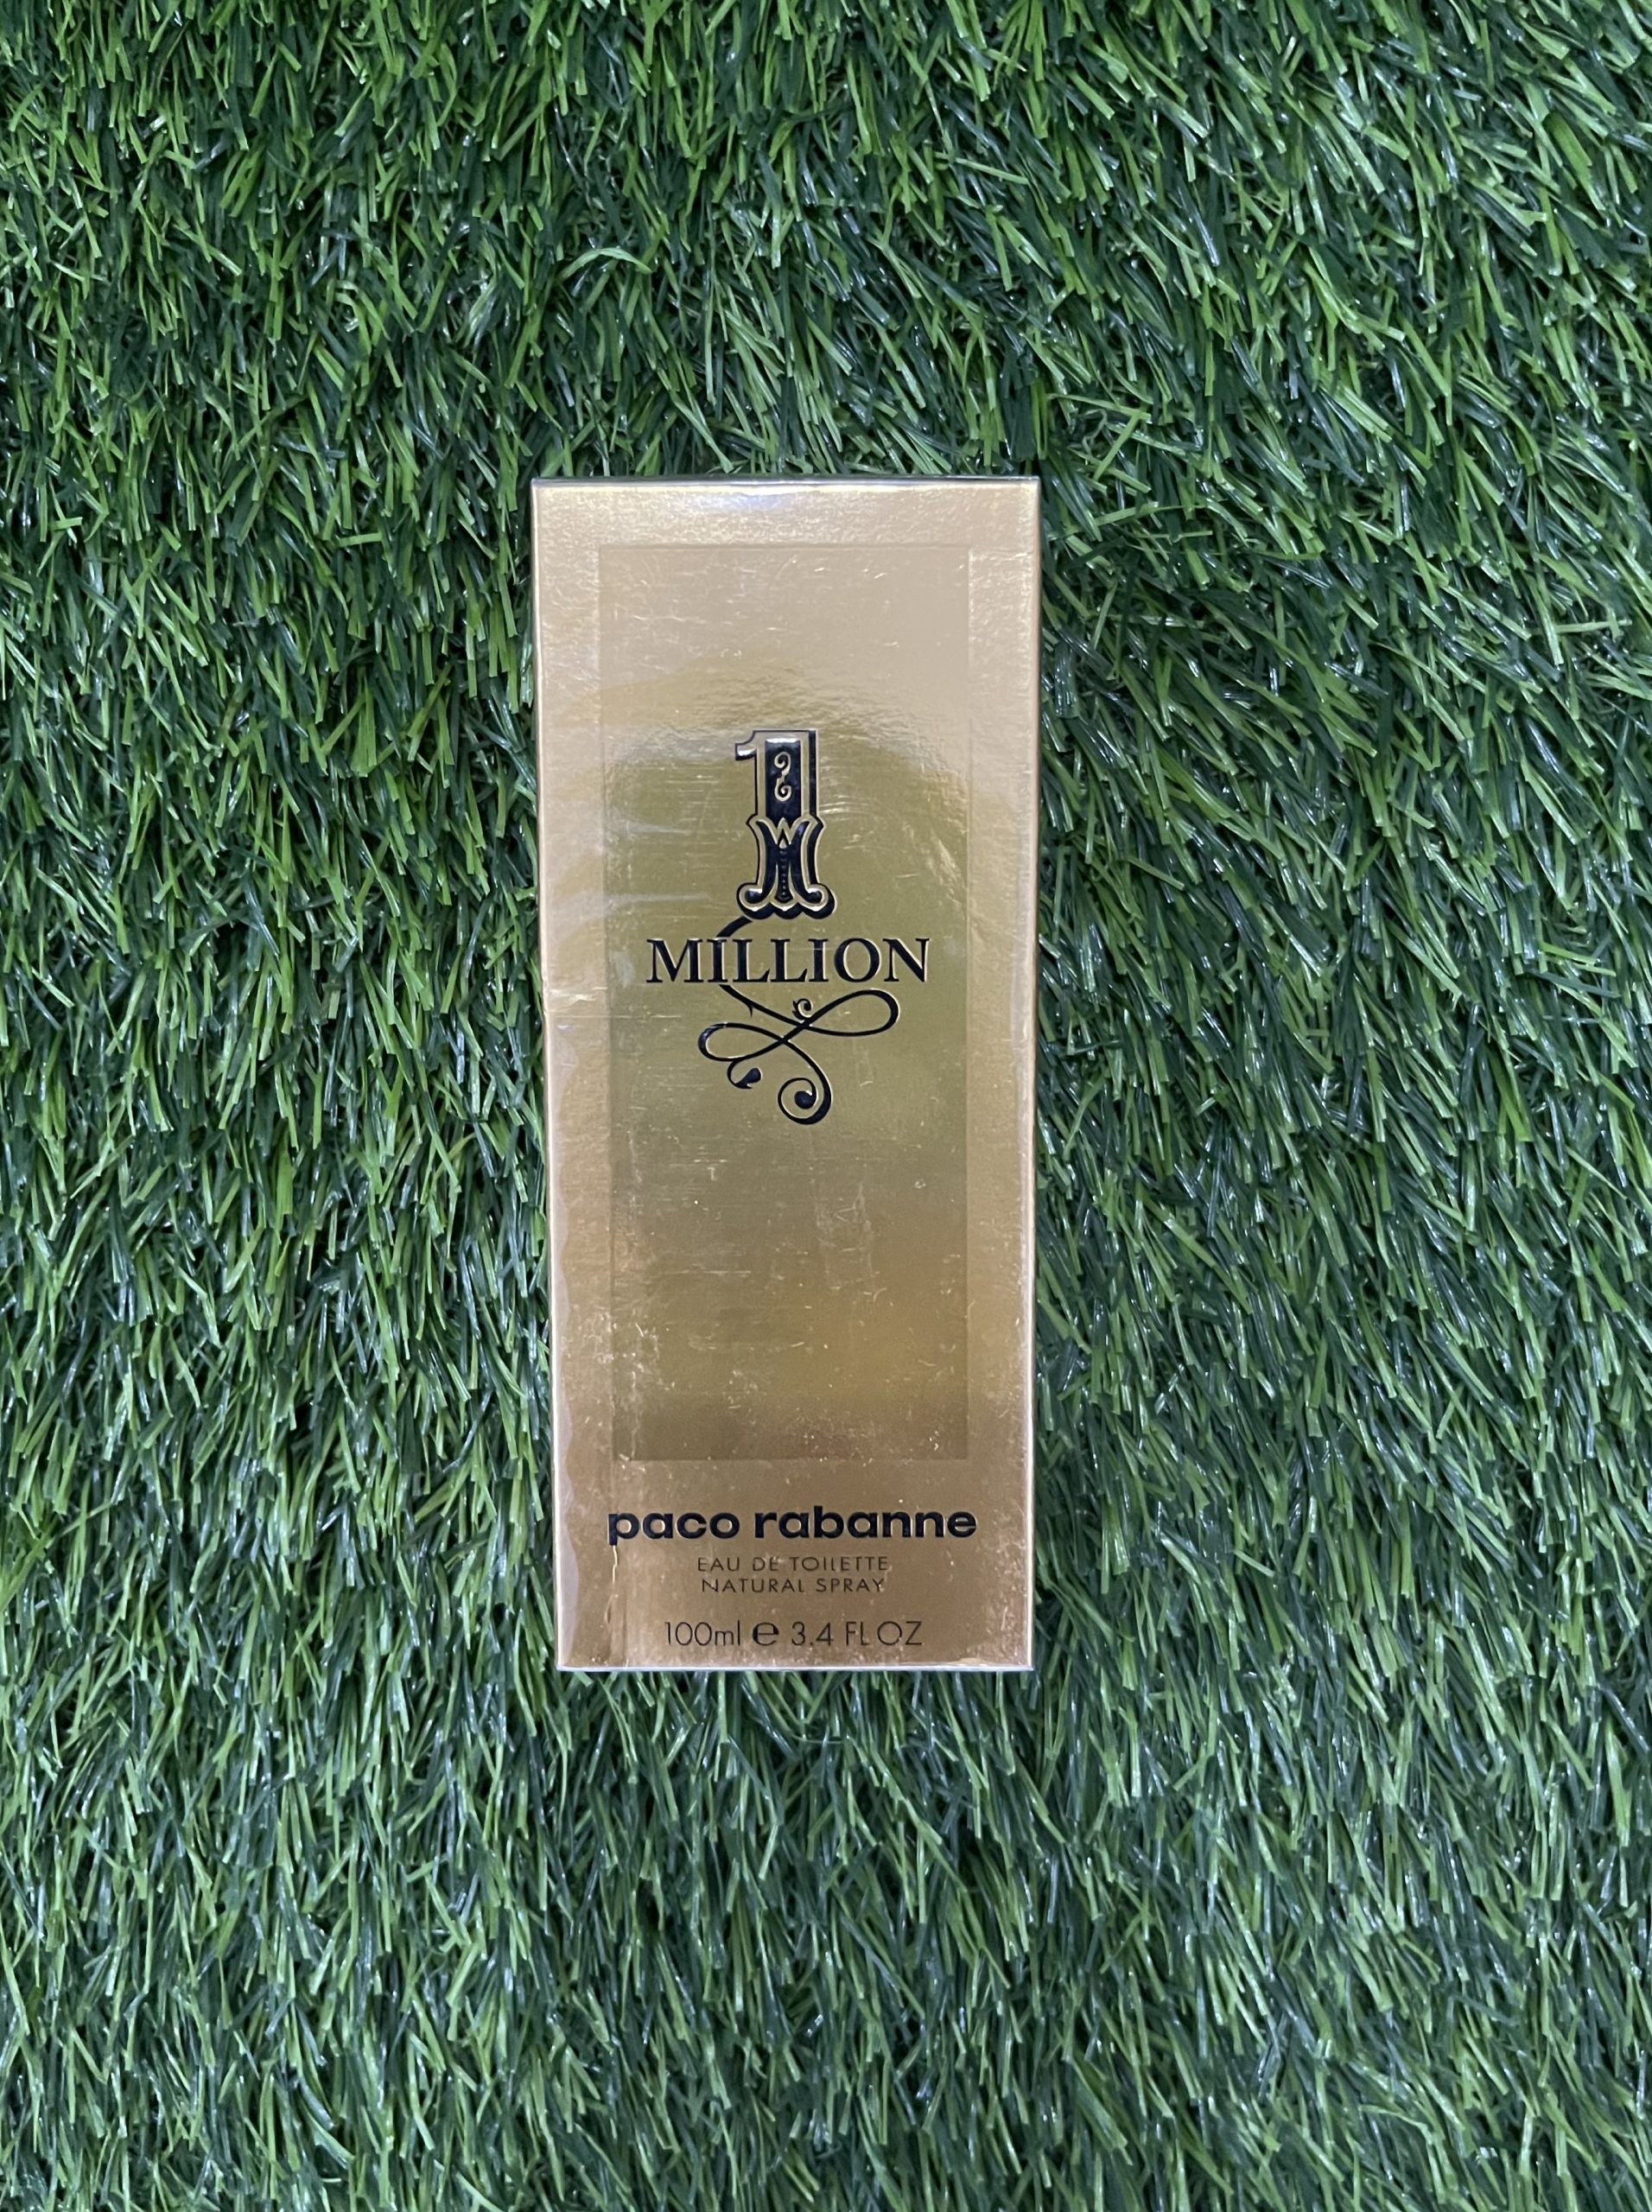 1
MILLION
paco rabanne
EAU DE TOILETTE
NATURAL SPRAY
100ml ℮ 3.4 FL OZ